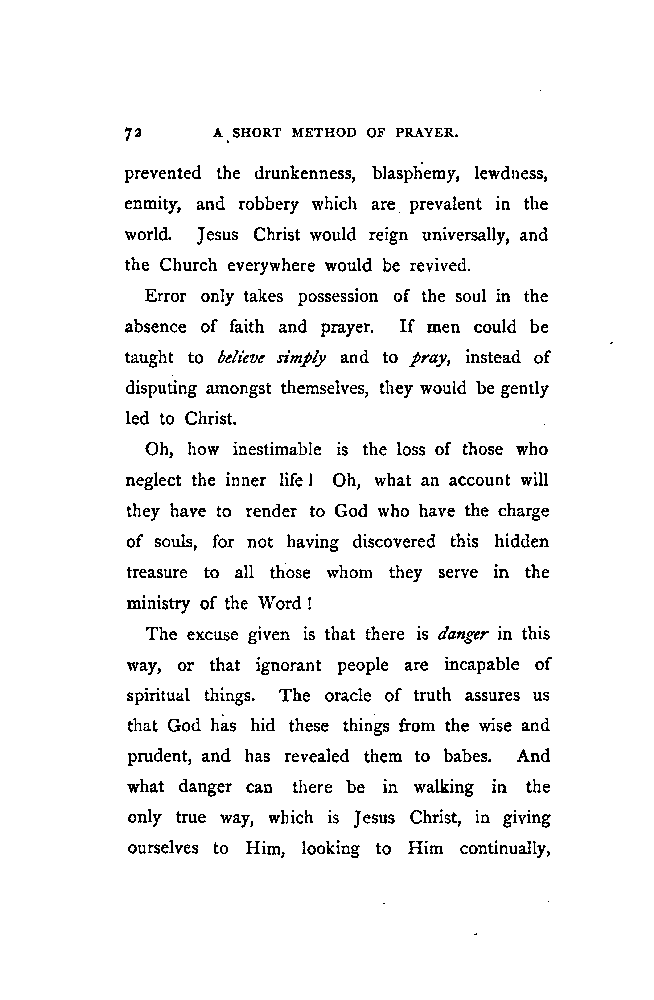 72 A SHORT METHOD OF PRAYER.
prevented the drunkenness, blasphemy, lewdness,
enmity, and robbery which are prevalent in the
world. Jesus Christ would reign universally, and
the Church everywhere would be revived.
Error only takes possession of the soul in the
absence of faith and prayer. If men could be
taught to believe simply and to pray, instead of
disputing amongst themselves, they would be gently
led to Christ.
Oh, how inestimable is the loss of those who
neglect the inner life! Oh, what an account will
they have to render to God who have the charge
of souls, for not having discovered this hidden
treasure to all those whom they serve in the
ministry of the Word!
The excuse given is that there is danger in this
way, or that ignorant people are incapable of
spiritual things. The oracle of truth assures us
that God has hid these things from the wise and
prudent, and has revealed them to babes. And
what danger can there be in walking in the
only true way, which is Jesus Christ, in giving
ourselves to Him, looking to Him continually,